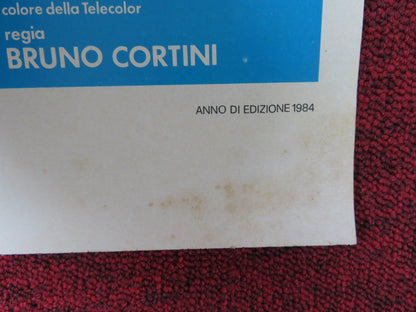 colore della Telecolor
regia
BRUNO CORTINI
ANNO DI EDIZIONE 1984